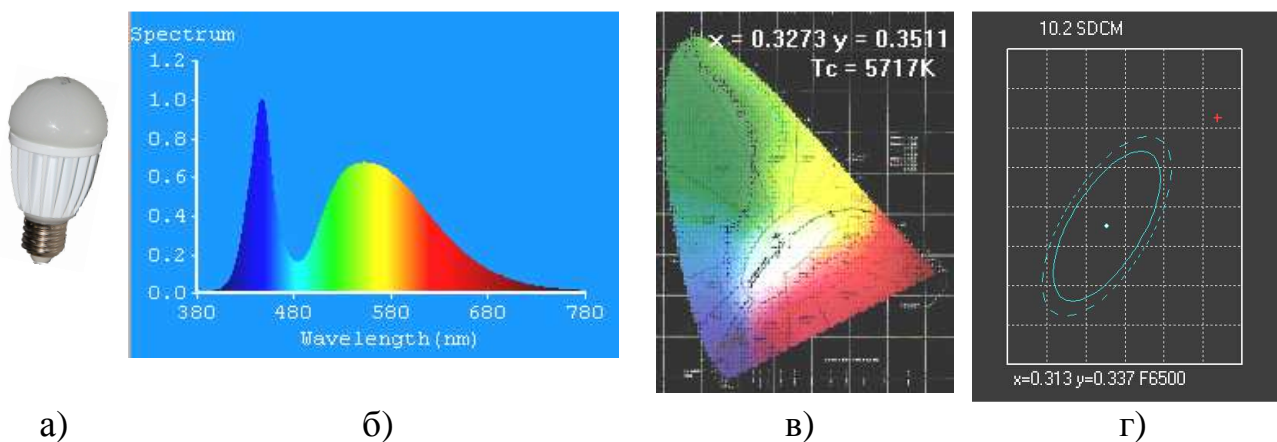 Spectrum
1.2
1.0
0.8
0.6
0.4
0.2
0.0
380 480 580 680 780
Wavelength(nm)
x = 0.3273 y = 0.3511
Tc = 5717K
10.2 SDCM
x=0.313 y=0.337 F6500
а) б) в) г)